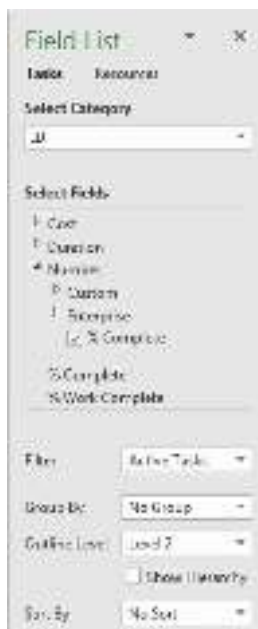 Field List
Tasks Resources
Select Category
ID
Select Fields
Cost
Duration
Number
Custom
Enterprise
% Complete
% Complete
% Work Complete
Filter Active Tasks
Group By: No Group
Outline Level Level 2
Show Hierarchy
Sort By No Sort